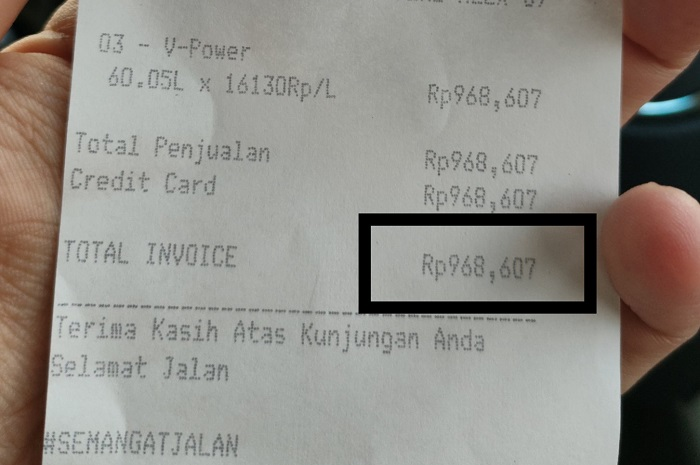 03 - V-Power
60.05L x 16130Rp/L Rp968,607
Total Penjualan Rp968,607
Credit Card Rp968,607
TOTAL INVOICE Rp968,607
Terima Kasih Atas Kunjungan Anda
Selamat Jalan
#SEMANGATJALAN